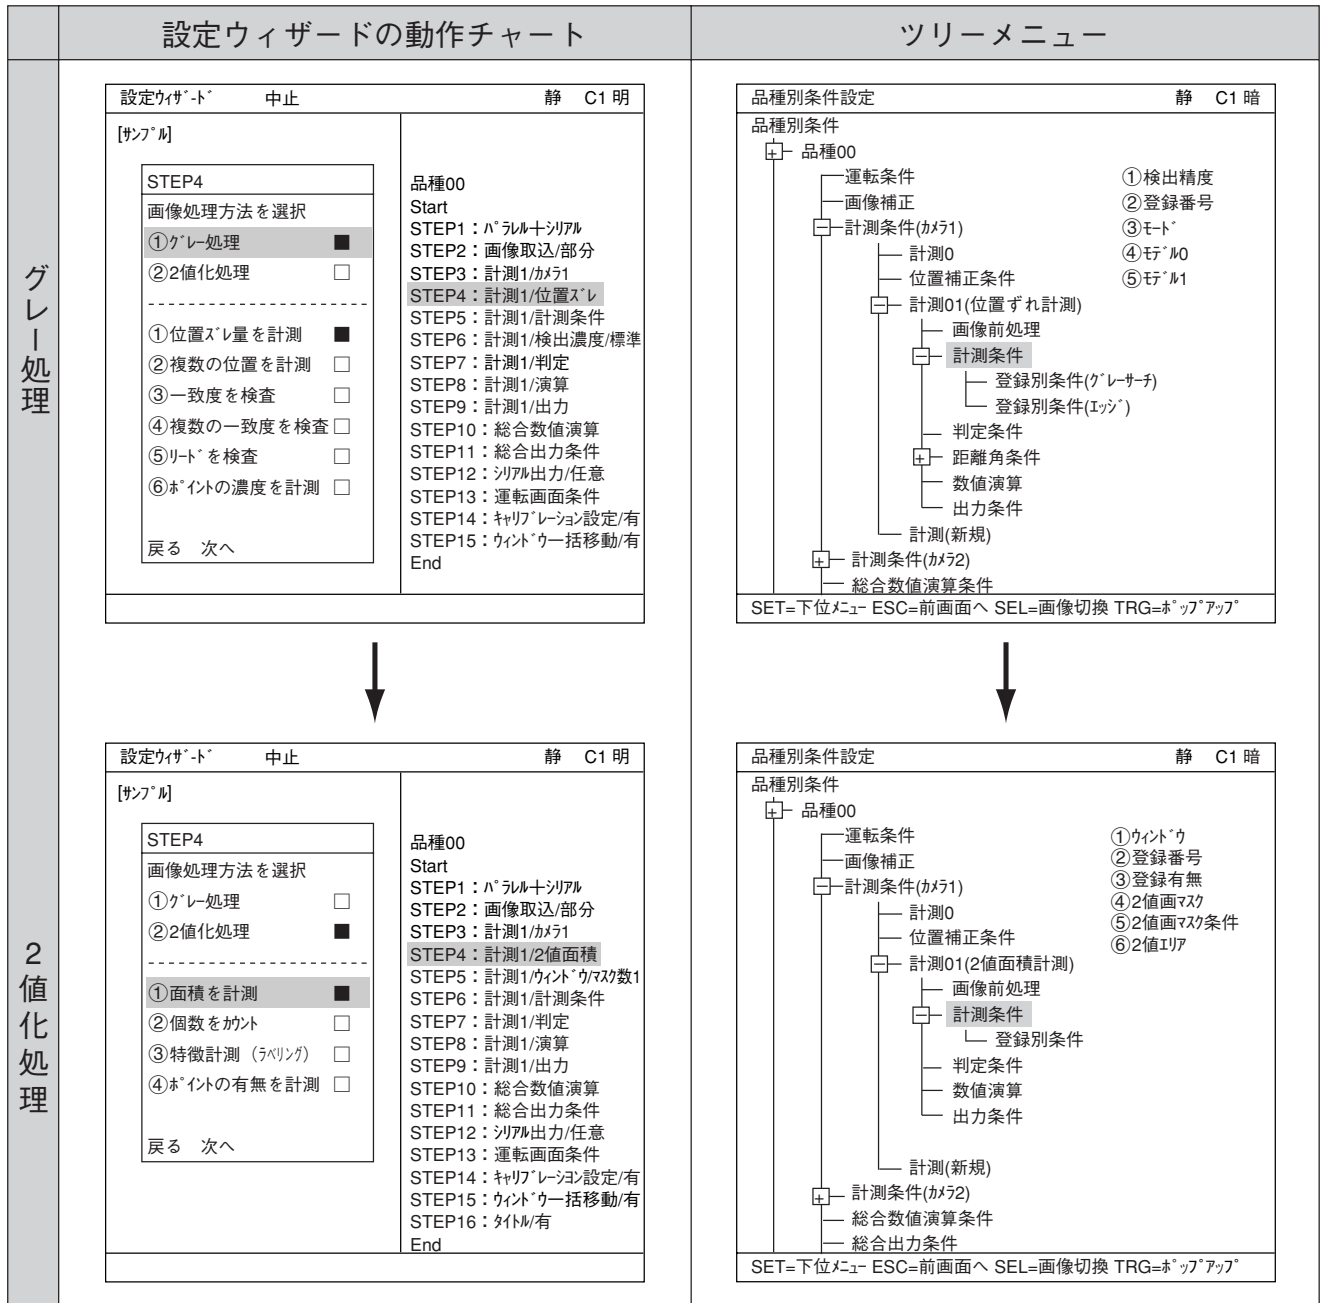 設定ウィザードの動作チャート
ツリーメニュー
グレー処理
設定ｳｨｻﾞ-ﾄﾞ 中止 静 C1 明
[ｻﾝﾌﾟﾙ]
STEP4
画像処理方法を選択
①ｸﾞﾚｰ処理 ■
②2値化処理 □
①位置ｽﾞﾚ量を計測 ■
②複数の位置を計測 □
③一致度を検査 □
④複数の一致度を検査 □
⑤ﾘｰﾄﾞを検査 □
⑥ﾎﾟｲﾝﾄの濃度を計測 □
戻る 次へ
品種00
Start
STEP1：ﾊﾟﾗﾚﾙ＋ｼﾘｱﾙ
STEP2：画像取込/部分
STEP3：計測1/ｶﾒﾗ1
STEP4：計測1/位置ｽﾞﾚ
STEP5：計測1/計測条件
STEP6：計測1/検出濃度/標準
STEP7：計測1/判定
STEP8：計測1/演算
STEP9：計測1/出力
STEP10：総合数値演算
STEP11：総合出力条件
STEP12：ｼﾘｱﾙ出力/任意
STEP13：運転画面条件
STEP14：ｷｬﾘﾌﾞﾚｰｼｮﾝ設定/有
STEP15：ｳｨﾝﾄﾞｳ一括移動/有
End
品種別条件設定 静 C1 暗
品種別条件
品種00
運転条件
画像補正
計測条件(ｶﾒﾗ1)
計測0
位置補正条件
計測01(位置ずれ計測)
画像前処理
計測条件
登録別条件(ｸﾞﾚｰｻｰﾁ)
登録別条件(ｴｯｼﾞ)
判定条件
距離角条件
数値演算
出力条件
計測(新規)
計測条件(ｶﾒﾗ2)
総合数値演算条件
①検出精度
②登録番号
③ﾓｰﾄﾞ
④ﾓﾃﾞﾙ0
⑤ﾓﾃﾞﾙ1
SET=下位ﾒﾆｭｰ ESC=前画面へ SEL=画像切換 TRG=ﾎﾟｯﾌﾟｱｯﾌﾟ
2値化処理
設定ｳｨｻﾞ-ﾄﾞ 中止 静 C1 明
[ｻﾝﾌﾟﾙ]
STEP4
画像処理方法を選択
①ｸﾞﾚｰ処理 □
②2値化処理 ■
①面積を計測 ■
②個数をｶｳﾝﾄ □
③特徴計測（ﾗﾍﾞﾘﾝｸﾞ） □
④ﾎﾟｲﾝﾄの有無を計測 □
戻る 次へ
品種00
Start
STEP1：ﾊﾟﾗﾚﾙ＋ｼﾘｱﾙ
STEP2：画像取込/部分
STEP3：計測1/ｶﾒﾗ1
STEP4：計測1/2値面積
STEP5：計測1/ｳｨﾝﾄﾞｳ/ﾏｽｸ数1
STEP6：計測1/計測条件
STEP7：計測1/判定
STEP8：計測1/演算
STEP9：計測1/出力
STEP10：総合数値演算
STEP11：総合出力条件
STEP12：ｼﾘｱﾙ出力/任意
STEP13：運転画面条件
STEP14：ｷｬﾘﾌﾞﾚｰｼｮﾝ設定/有
STEP15：ｳｨﾝﾄﾞｳ一括移動/有
STEP16：ﾀｲﾄﾙ/有
End
品種別条件設定 静 C1 暗
品種別条件
品種00
運転条件
画像補正
計測条件(ｶﾒﾗ1)
計測0
位置補正条件
計測01(2値面積計測)
画像前処理
計測条件
登録別条件
判定条件
数値演算
出力条件
計測(新規)
計測条件(ｶﾒﾗ2)
総合数値演算条件
総合出力条件
①ｳｨﾝﾄﾞｳ
②登録番号
③登録有無
④2値画ﾏｽｸ
⑤2値画ﾏｽｸ条件
⑥2値ｴﾘｱ
SET=下位ﾒﾆｭｰ ESC=前画面へ SEL=画像切換 TRG=ﾎﾟｯﾌﾟｱｯﾌﾟ